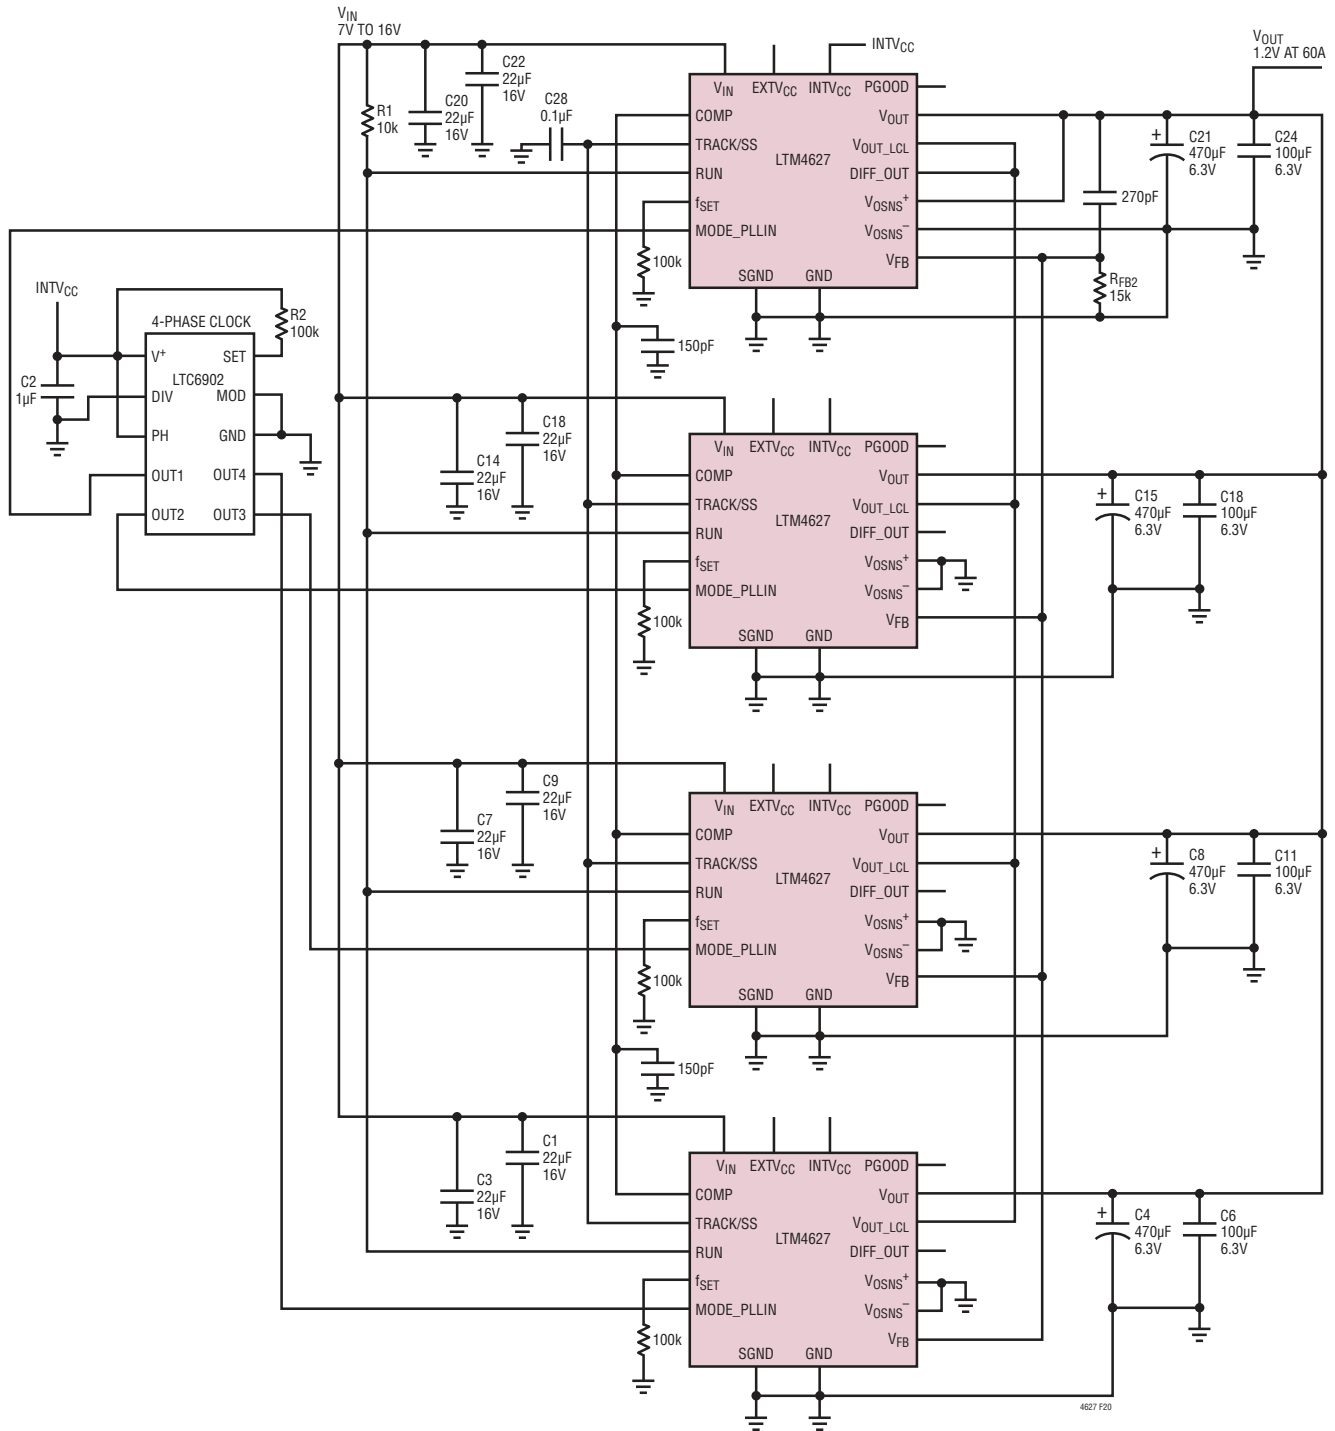 VIN
7V TO 16V
C22
22µF
16V
C20
22µF
16V
R1
10k
C28
0.1µF
INTVCC
VIN
EXTVCC
INTVCC
PGOOD
COMP
TRACK/SS
RUN
fSET
MODE_PLLIN
LTM4627
VOUT
VOUT_LCL
DIFF_OUT
VOSNS+
VOSNS–
VFB
SGND
GND
100k
VOUT
1.2V AT 60A
+
C21
470µF
6.3V
C24
100µF
6.3V
270pF
RFB2
15k
150pF
INTVCC
R2
100k
4-PHASE CLOCK
C2
1µF
V+
DIV
PH
OUT1
OUT2
LTC6902
SET
MOD
GND
OUT4
OUT3
C18
22µF
16V
C14
22µF
16V
VIN
EXTVCC
INTVCC
PGOOD
COMP
TRACK/SS
RUN
fSET
MODE_PLLIN
LTM4627
VOUT
VOUT_LCL
DIFF_OUT
VOSNS+
VOSNS–
VFB
SGND
GND
100k
+
C15
470µF
6.3V
C18
100µF
6.3V
C9
22µF
16V
C7
22µF
16V
VIN
EXTVCC
INTVCC
PGOOD
COMP
TRACK/SS
RUN
fSET
MODE_PLLIN
LTM4627
VOUT
VOUT_LCL
DIFF_OUT
VOSNS+
VOSNS–
VFB
SGND
GND
100k
+
C8
470µF
6.3V
C11
100µF
6.3V
150pF
C1
22µF
16V
C3
22µF
16V
VIN
EXTVCC
INTVCC
PGOOD
COMP
TRACK/SS
RUN
fSET
MODE_PLLIN
LTM4627
VOUT
VOUT_LCL
DIFF_OUT
VOSNS+
VOSNS–
VFB
SGND
GND
100k
+
C4
470µF
6.3V
C6
100µF
6.3V
4627 F20